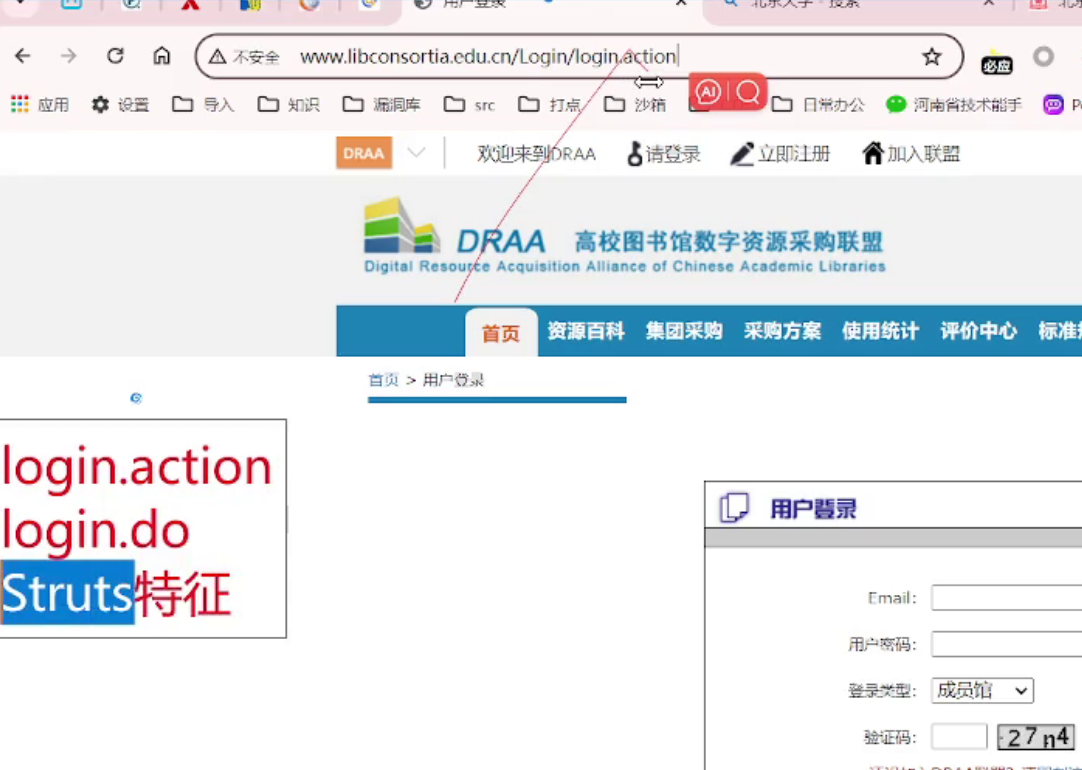 用户登录
北京大学 - 搜索
不安全 www.libconsortia.edu.cn/Login/login.action
必应
应用 设置 导入 知识 漏洞库 src 打点 沙箱 AI 日常办公 河南省技术能手
DRAA 欢迎来到DRAA 请登录 立即注册 加入联盟
DRAA 高校图书馆数字资源采购联盟
Digital Resource Acquisition Alliance of Chinese Academic Libraries
首页 资源百科 集团采购 采购方案 使用统计 评价中心 标准
首页 > 用户登录
login.action
login.do
Struts特征
用户登录
Email:
用户密码:
登录类型: 成员馆
验证码: 27n4